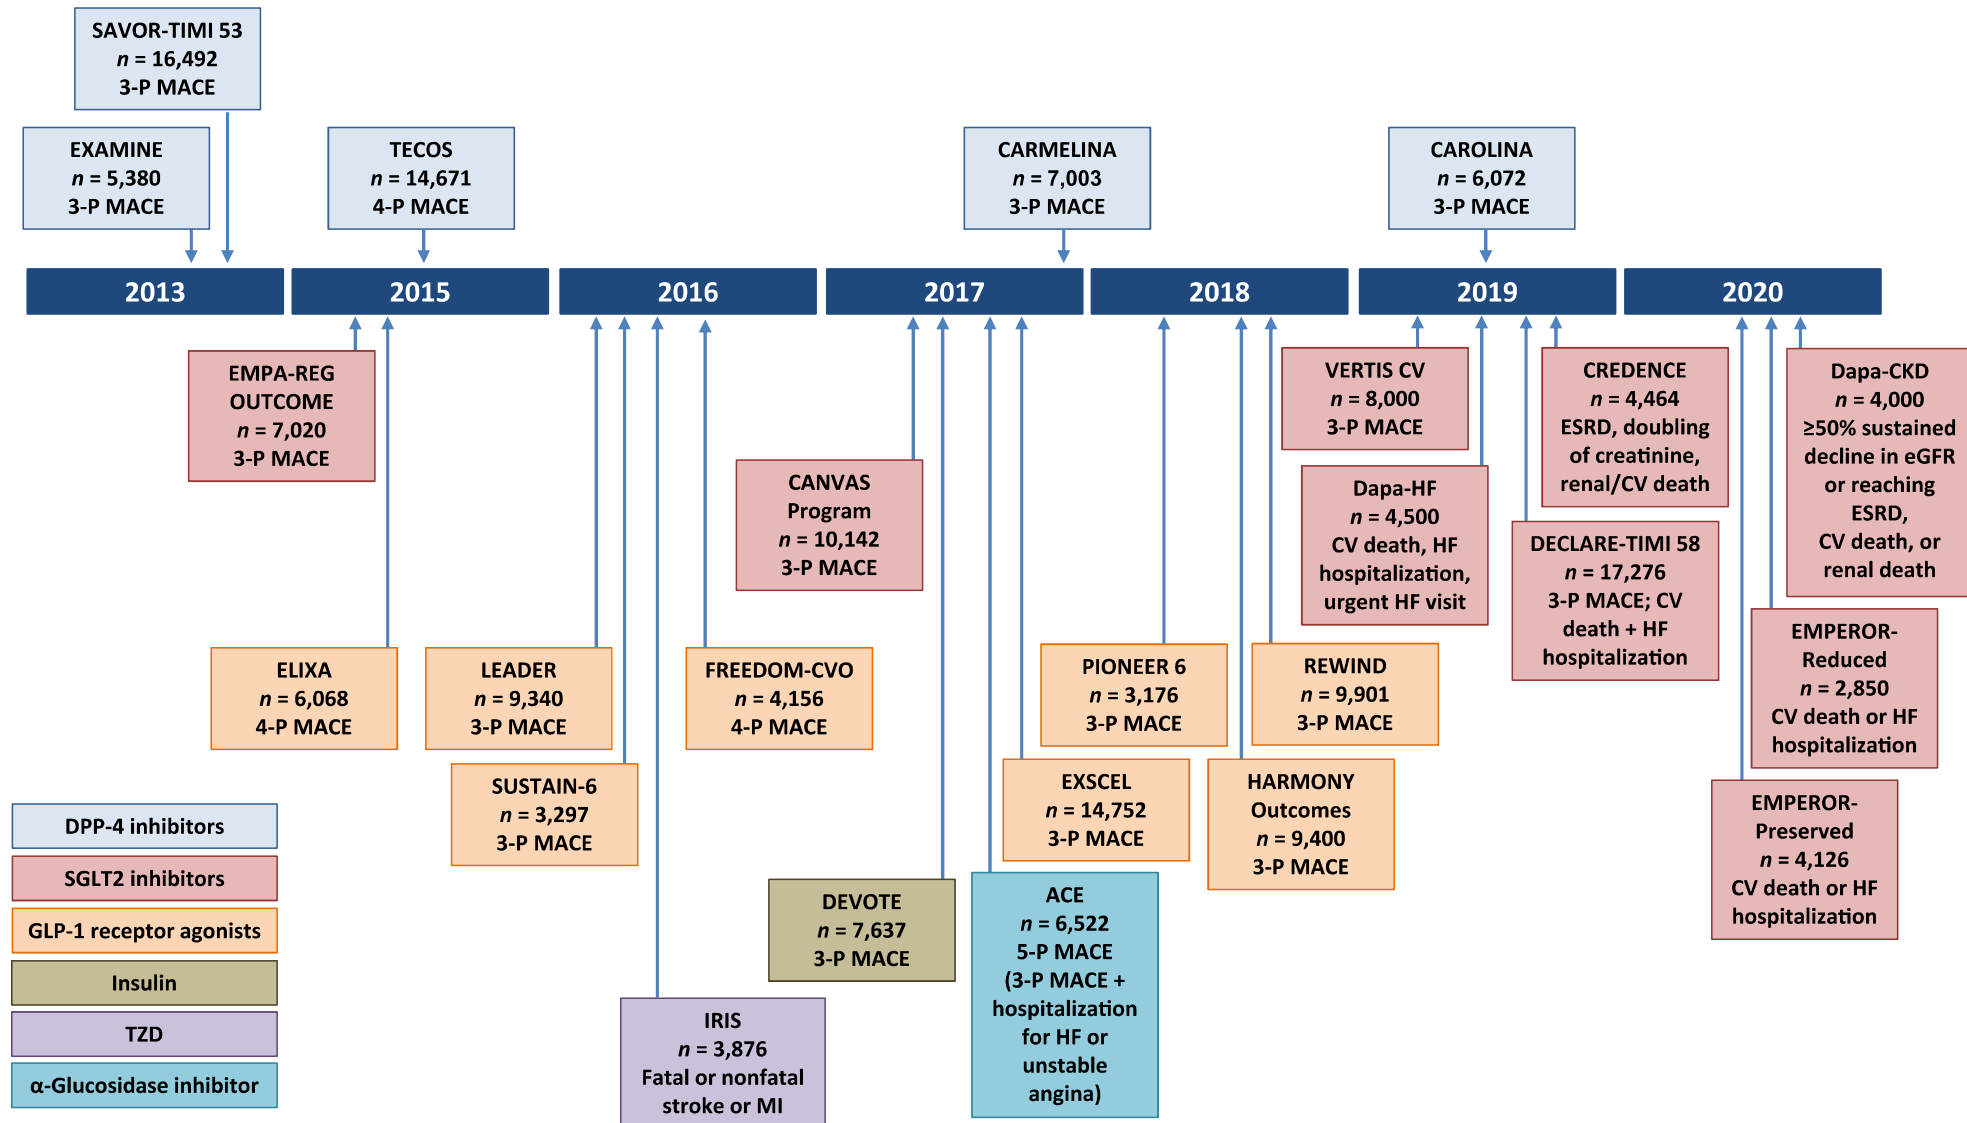 SAVOR-TIMI 53
n = 16,492
3-P MACE
EXAMINE
n = 5,380
3-P MACE
TECOS
n = 14,671
4-P MACE
CARMELINA
n = 7,003
3-P MACE
CAROLINA
n = 6,072
3-P MACE
2013
2015
2016
2017
2018
2019
2020
EMPA-REG
OUTCOME
n = 7,020
3-P MACE
CANVAS
Program
n = 10,142
3-P MACE
VERTIS CV
n = 8,000
3-P MACE
Dapa-HF
n = 4,500
CV death, HF
hospitalization,
urgent HF visit
CREDENCE
n = 4,464
ESRD, doubling
of creatinine,
renal/CV death
DECLARE-TIMI 58
n = 17,276
3-P MACE; CV
death + HF
hospitalization
Dapa-CKD
n = 4,000
≥50% sustained
decline in eGFR
or reaching
ESRD,
CV death, or
renal death
EMPEROR-
Reduced
n = 2,850
CV death or HF
hospitalization
EMPEROR-
Preserved
n = 4,126
CV death or HF
hospitalization
ELIXA
n = 6,068
4-P MACE
LEADER
n = 9,340
3-P MACE
SUSTAIN-6
n = 3,297
3-P MACE
FREEDOM-CVO
n = 4,156
4-P MACE
PIONEER 6
n = 3,176
3-P MACE
REWIND
n = 9,901
3-P MACE
EXSCEL
n = 14,752
3-P MACE
HARMONY
Outcomes
n = 9,400
3-P MACE
DEVOTE
n = 7,637
3-P MACE
ACE
n = 6,522
5-P MACE
(3-P MACE +
hospitalization
for HF or
unstable
angina)
IRIS
n = 3,876
Fatal or nonfatal
stroke or MI
DPP-4 inhibitors
SGLT2 inhibitors
GLP-1 receptor agonists
Insulin
TZD
α-Glucosidase inhibitor